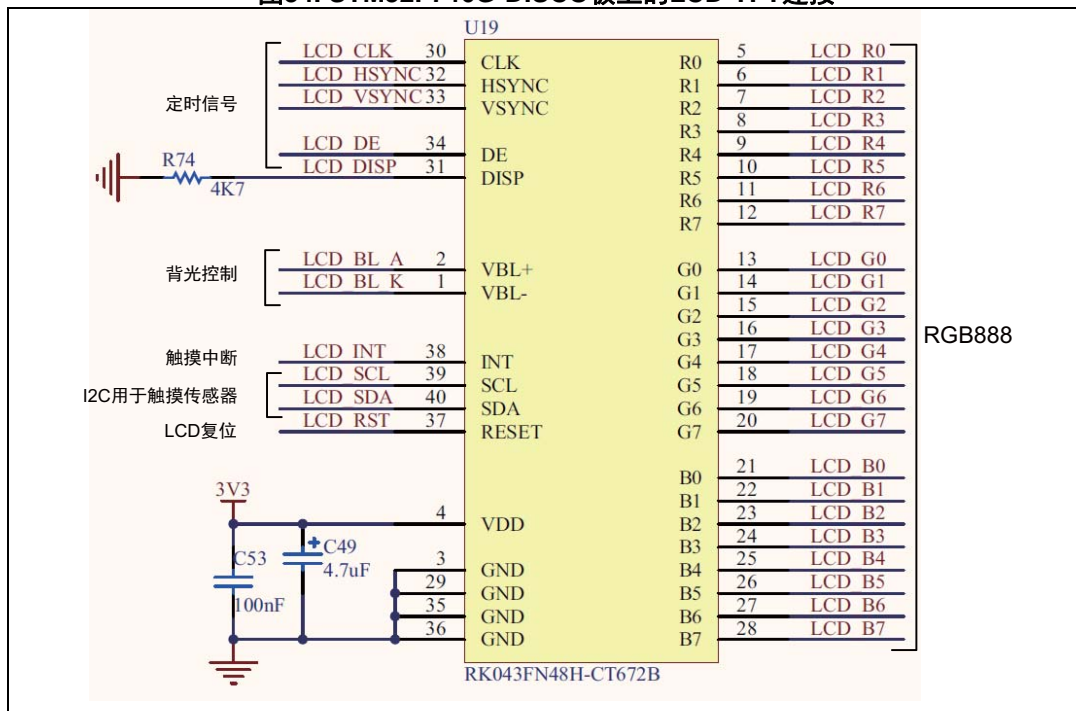 U19
LCD_CLK 30 CLK R0 5 LCD_R0
LCD_HSYNC 32 HSYNC R1 6 LCD_R1
LCD_VSYNC 33 VSYNC R2 7 LCD_R2
定时信号
R3 8 LCD_R3
LCD_DE 34 DE R4 9 LCD_R4
R74
4K7
LCD_DISP 31 DISP R5 10 LCD_R5
R6 11 LCD_R6
R7 12 LCD_R7
背光控制
LCD_BL_A 2 VBL+ G0 13 LCD_G0
LCD_BL_K 1 VBL- G1 14 LCD_G1
G2 15 LCD_G2
G3 16 LCD_G3
RGB888
触摸中断
LCD_INT 38 INT G4 17 LCD_G4
LCD_SCL 39 SCL G5 18 LCD_G5
I2C用于触摸传感器
LCD_SDA 40 SDA G6 19 LCD_G6
LCD复位
LCD_RST 37 RESET G7 20 LCD_G7
B0 21 LCD_B0
B1 22 LCD_B1
3V3
4 VDD B2 23 LCD_B2
B3 24 LCD_B3
C53
100nF
C49
4.7uF
3 GND B4 25 LCD_B4
29 GND B5 26 LCD_B5
35 GND B6 27 LCD_B6
36 GND B7 28 LCD_B7
RK043FN48H-CT672B